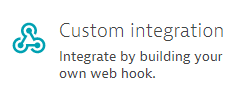 Custom integration
Integrate by building your
own web hook.